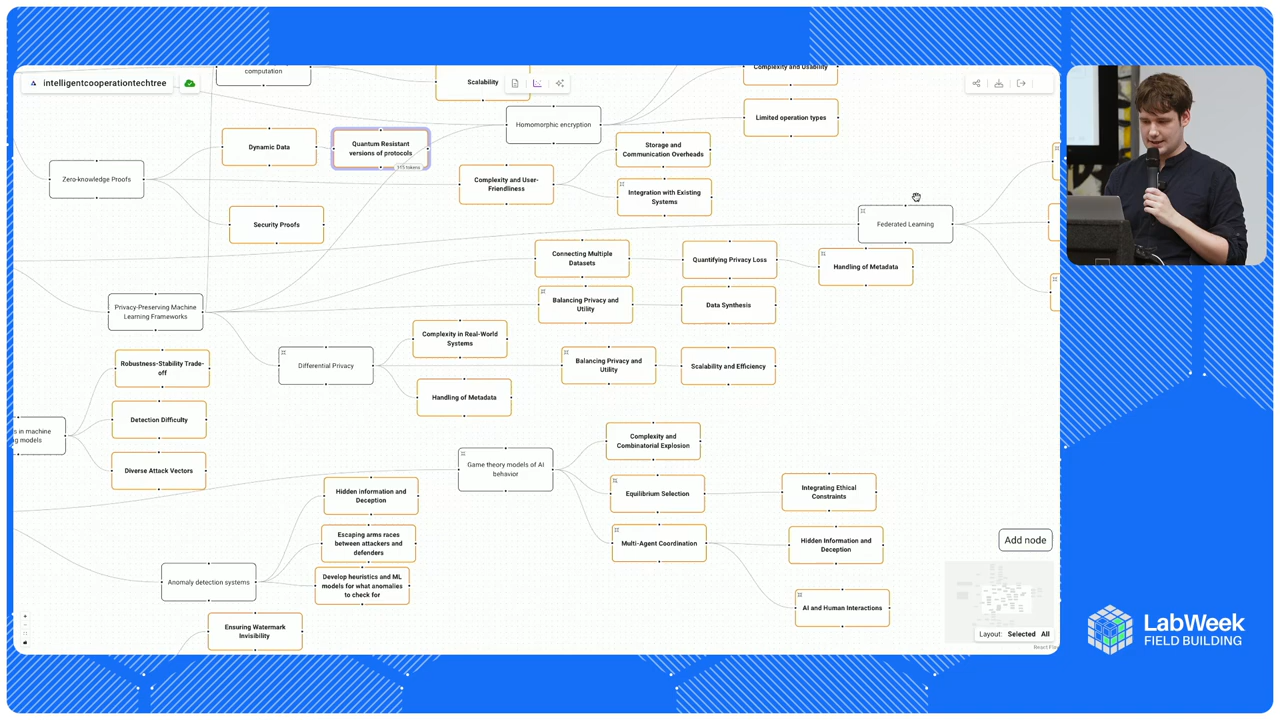 intelligentcooperationtechtree
computation
Scalability
Complexity and Usability
Homomorphic encryption
Limited operation types
Dynamic Data
Quantum Resistant
versions of protocols
315 tokens
Storage and
Communication Overheads
Zero-knowledge Proofs
Complexity and User-
Friendliness
Integration with Existing
Systems
Security Proofs
Federated Learning
Connecting Multiple
Datasets
Quantifying Privacy Loss
Handling of Metadata
Privacy-Preserving Machine
Learning Frameworks
Balancing Privacy and
Utility
Data Synthesis
Complexity in Real-World
Systems
Differential Privacy
Balancing Privacy and
Utility
Scalability and Efficiency
Robustness-Stability Trade-
off
Handling of Metadata
Detection Difficulty
s in machine
g models
Complexity and
Combinatorial Explosion
Diverse Attack Vectors
Game theory models of AI
behavior
Hidden information and
Deception
Equilibrium Selection
Integrating Ethical
Constraints
Escaping arms races
between attackers and
defenders
Multi-Agent Coordination
Hidden Information and
Deception
Add node
Anomaly detection systems
Develop heuristics and ML
models for what anomalies
to check for
AI and Human Interactions
Ensuring Watermark
Invisibility
Layout: Selected All
React Flo
LabWeek
FIELD BUILDING